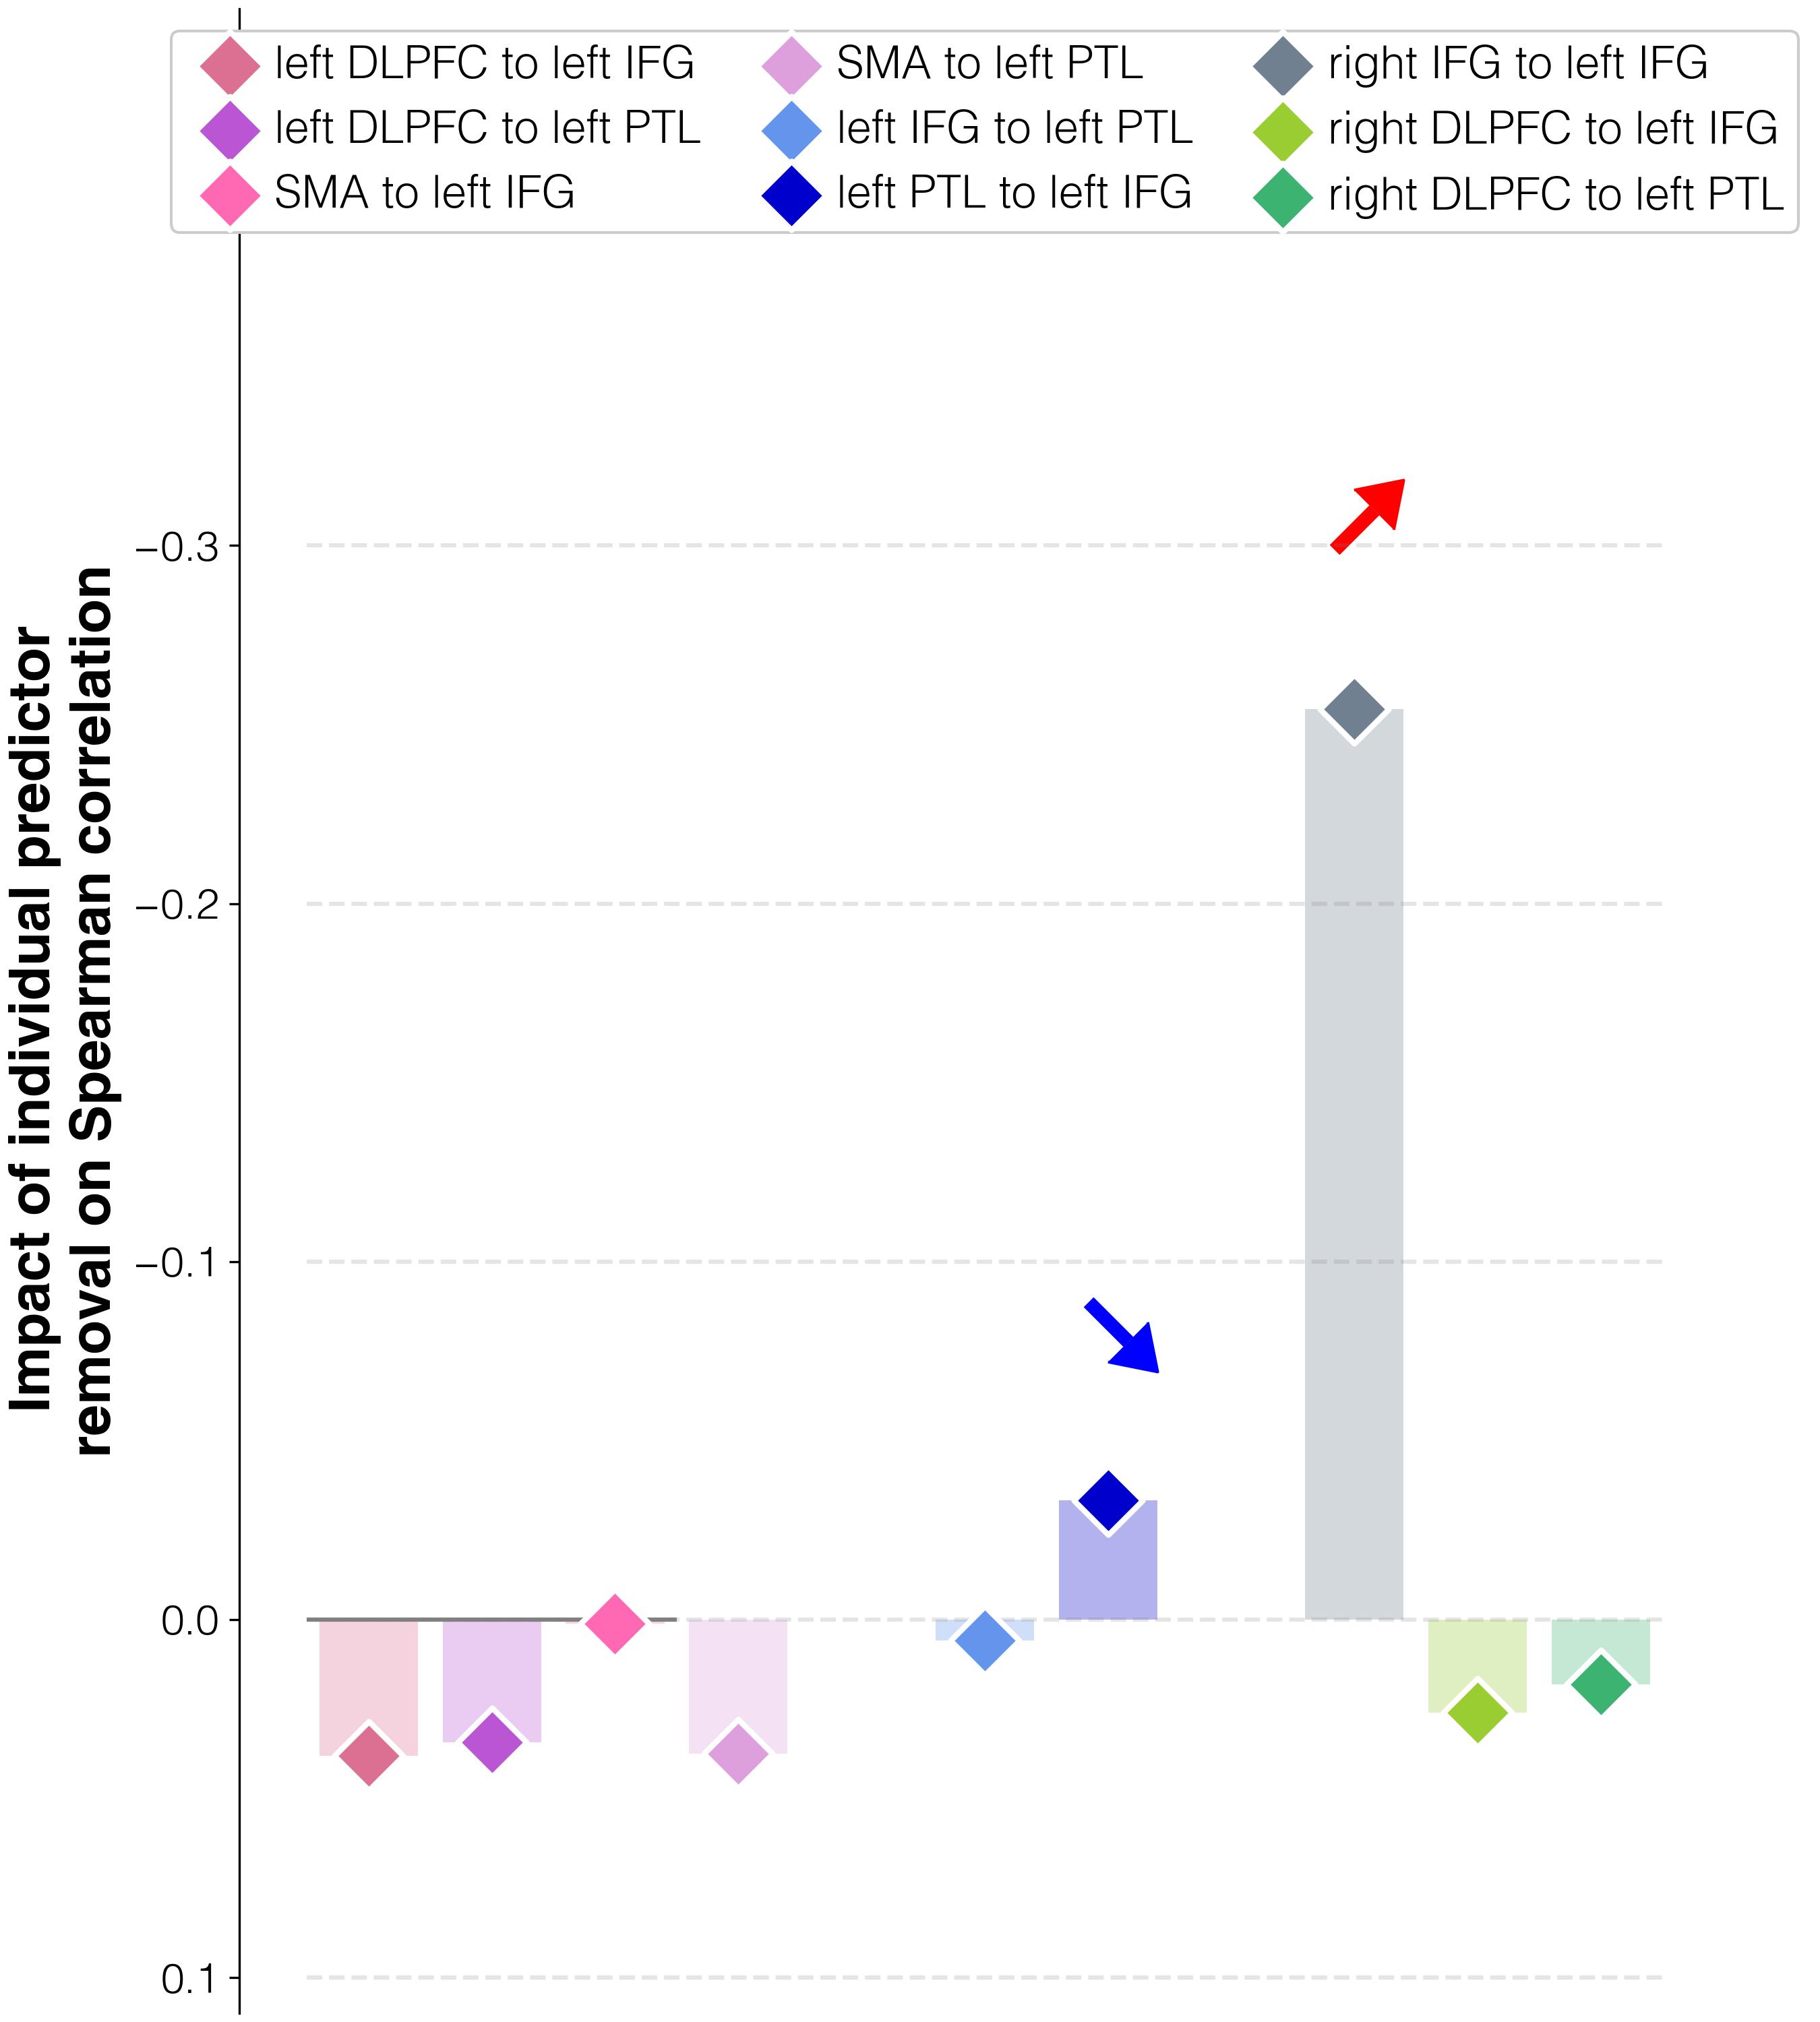 left DLPFC to left IFG
left DLPFC to left PTL
SMA to left IFG
SMA to left PTL
left IFG to left PTL
left PTL to left IFG
right IFG to left IFG
right DLPFC to left IFG
right DLPFC to left PTL
Impact of individual predictor
removal on Spearman correlation
−0.3
−0.2
−0.1
0.0
0.1